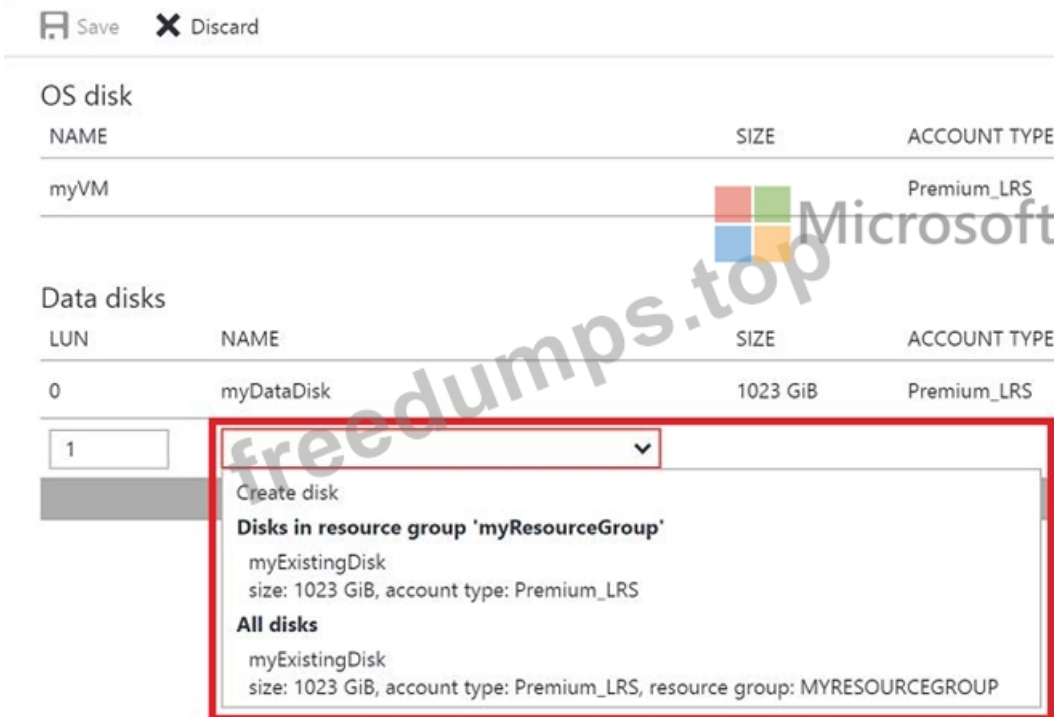 Save Discard
OS disk
NAME SIZE ACCOUNT TYPE
myVM Premium_LRS
Microsoft
Data disks
LUN NAME SIZE ACCOUNT TYPE
0 myDataDisk 1023 GiB Premium_LRS
1
freedumps.top
Create disk
Disks in resource group 'myResourceGroup'
myExistingDisk
size: 1023 GiB, account type: Premium_LRS
All disks
myExistingDisk
size: 1023 GiB, account type: Premium_LRS, resource group: MYRESOURCEGROUP